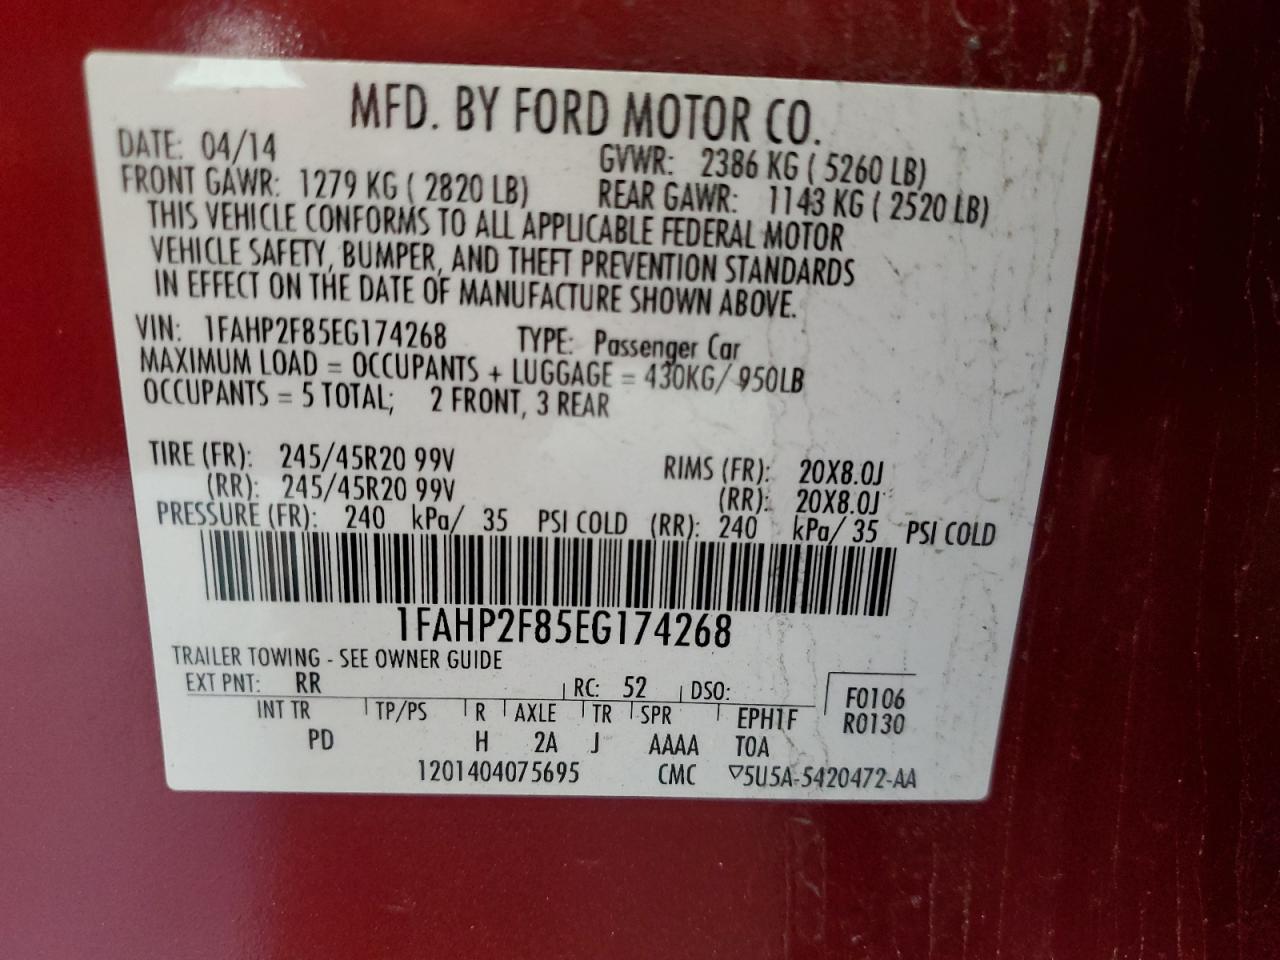 MFD. BY FORD MOTOR CO.
DATE: 04/14 GVWR: 2386 KG ( 5260 LB)
FRONT GAWR: 1279 KG ( 2820 LB) REAR GAWR: 1143 KG ( 2520 LB)
THIS VEHICLE CONFORMS TO ALL APPLICABLE FEDERAL MOTOR
VEHICLE SAFETY, BUMPER, AND THEFT PREVENTION STANDARDS
IN EFFECT ON THE DATE OF MANUFACTURE SHOWN ABOVE.
VIN: 1FAHP2F85EG174268 TYPE: Passenger Car
MAXIMUM LOAD = OCCUPANTS + LUGGAGE = 430KG/ 950LB
OCCUPANTS = 5 TOTAL; 2 FRONT, 3 REAR
TIRE (FR): 245/45R20 99V RIMS (FR): 20X8.0J
(RR): 245/45R20 99V (RR): 20X8.0J
PRESSURE (FR): 240 kPa/ 35 PSI COLD (RR): 240 kPa/ 35 PSI COLD
1FAHP2F85EG174268
TRAILER TOWING - SEE OWNER GUIDE
EXT PNT: RR RC: 52 DSO: F0106
INT TR TP/PS R AXLE TR SPR EPH1F R0130
PD H 2A J AAAA TOA
1201404075695 CMC ▽5U5A-5420472-AA